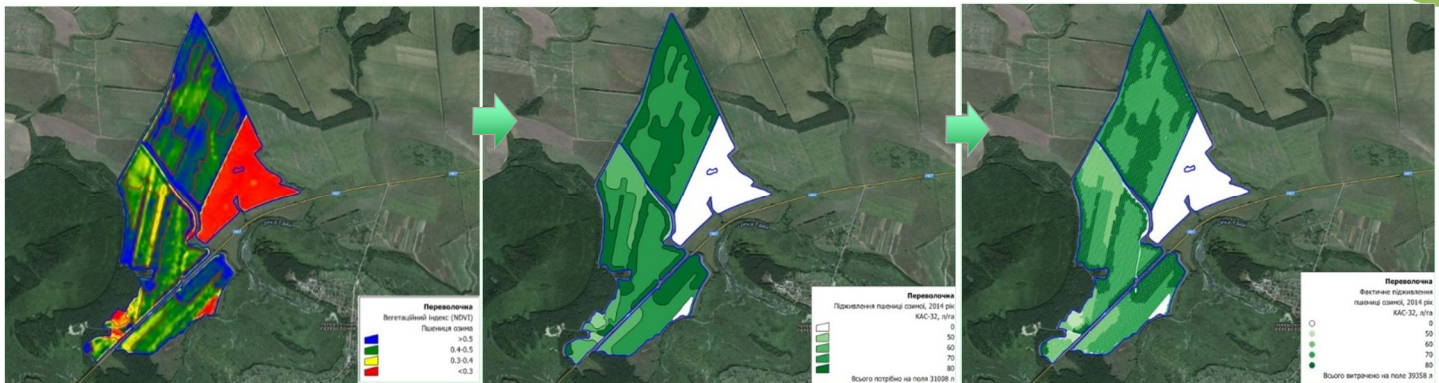 Переволочка
Вегетаційний індекс (NDVI)
Пшениця озима
>0.5
0.4-0.5
0.3-0.4
<0.3
Переволочка
Підживлення пшениці озимої, 2014 рік
КАС-32, л/га
0
50
60
70
80
Всього потрібно на поля 31008 л
Переволочка
Фактичне підживлення
пшениці озимої, 2014 рік
КАС-32, л/га
0
50
60
70
80
Всього витрачено на поле 39358 л